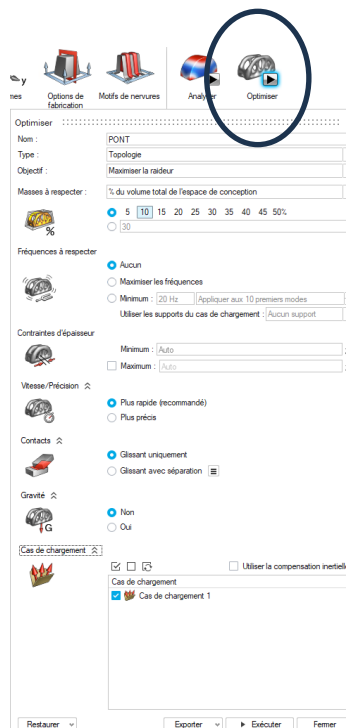 mes
Options de fabrication
Motifs de nervures
Analyser
Optimiser
Optimiser
Nom : PONT
Type : Topologie
Objectif : Maximiser la raideur
Masses à respecter : % du volume total de l'espace de conception
5 10 15 20 25 30 35 40 45 50%
30
%
Fréquences à respecter
Aucun
Maximiser les fréquences
Minimum : 20 Hz Appliquer aux 10 premiers modes
Utiliser les supports du cas de chargement : Aucun support
Contraintes d'épaisseur
Minimum : Auto
Maximum : Auto
Vitesse/Précision
Plus rapide (recommandé)
Plus précis
Contacts
Glissant uniquement
Glissant avec séparation
Gravité
Non
Oui
G
Cas de chargement
Utiliser la compensation inertielle
Cas de chargement
Cas de chargement 1
Restaurer Exporter Exécuter Fermer